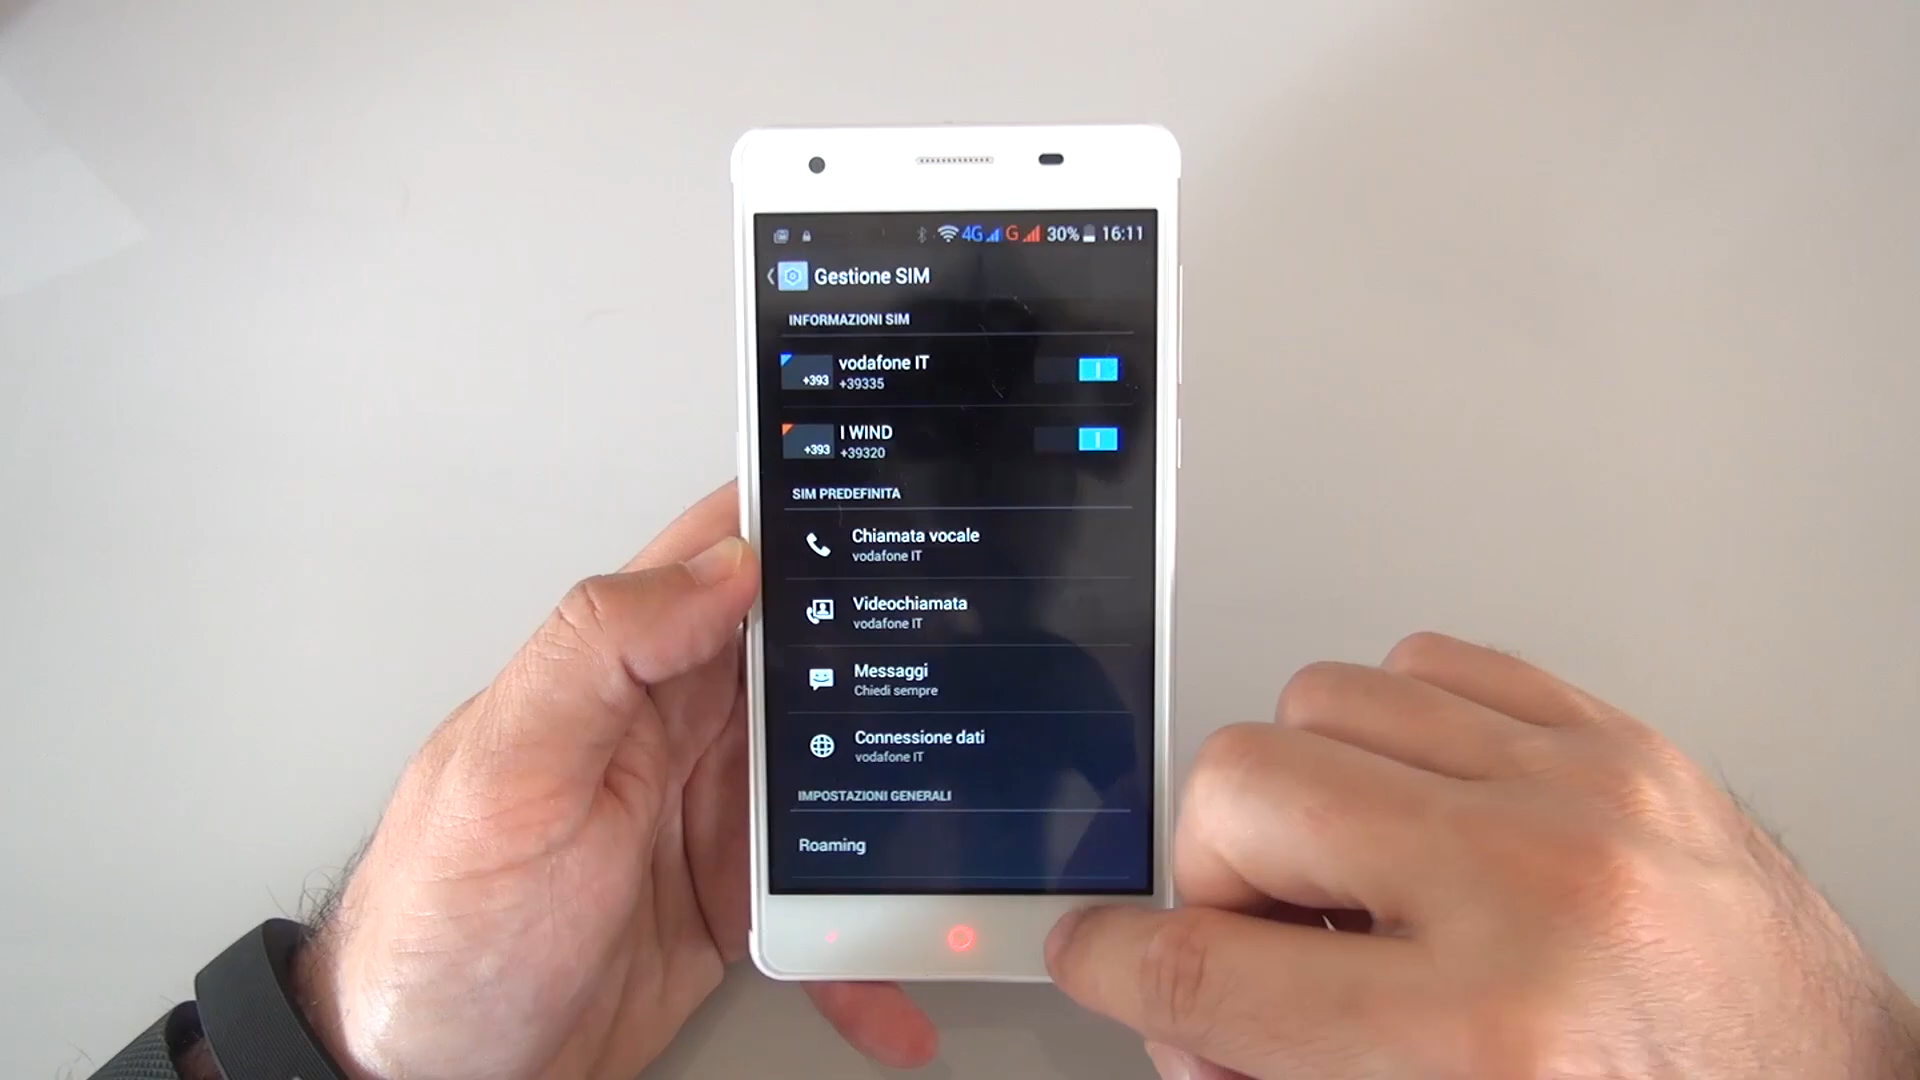 4G G 30% 16:11
Gestione SIM
INFORMAZIONI SIM
+393 vodafone IT
+39335
+393 I WIND
+39320
SIM PREDEFINITA
Chiamata vocale
vodafone IT
Videochiamata
vodafone IT
Messaggi
Chiedi sempre
Connessione dati
vodafone IT
IMPOSTAZIONI GENERALI
Roaming